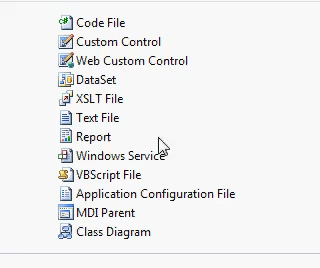 Code File
Custom Control
Web Custom Control
DataSet
XSLT File
Text File
Report
Windows Service
VBScript File
Application Configuration File
MDI Parent
Class Diagram